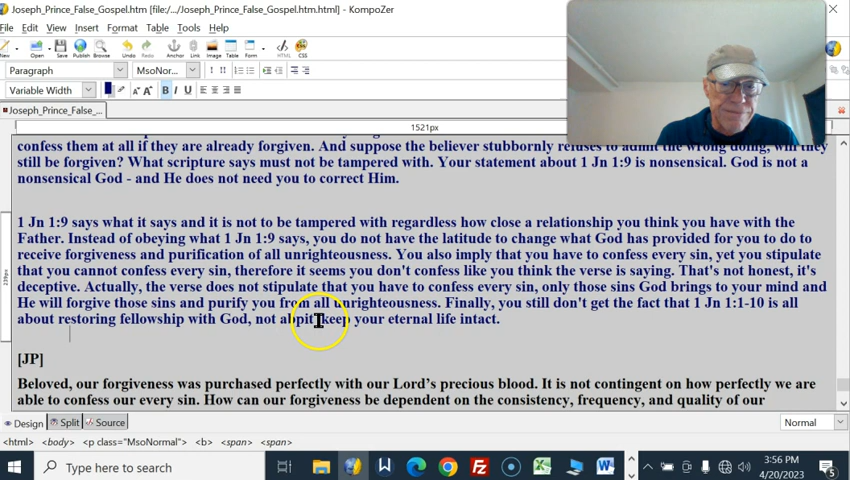 Joseph_Prince_False_Gospel.htm [file:/.../Joseph_Prince_False_Gospel.htm.html] - KompoZer
File Edit View Insert Format Table Tools Help
New Open Save Publish Browse Undo Redo Anchor Link Image Table Form HTML CSS
Paragraph MsoNor...
Variable Width B I U
Joseph_Prince_False_...
1521px
confess them at all if they are already forgiven. And suppose the believer stubbornly refuses to admit the wrong doing, will they
still be forgiven? What scripture says must not be tampered with. Your statement about 1 Jn 1:9 is nonsensical. God is not a
nonsensical God - and He does not need you to correct Him.
1 Jn 1:9 says what it says and it is not to be tampered with regardless how close a relationship you think you have with the
Father. Instead of obeying what 1 Jn 1:9 says, you do not have the latitude to change what God has provided for you to do to
receive forgiveness and purification of all unrighteousness. You also imply that you have to confess every sin, yet you stipulate
that you cannot confess every sin, therefore it seems you don't confess like you think the verse is saying. That's not honest, it's
deceptive. Actually, the verse does not stipulate that you have to confess every sin, only those sins God brings to your mind and
He will forgive those sins and purify you from all unrighteousness. Finally, you still don't get the fact that 1 Jn 1:1-10 is all
about restoring fellowship with God, not abpit keep your eternal life intact.
[JP]
Beloved, our forgiveness was purchased perfectly with our Lord's precious blood. It is not contingent on how perfectly we are
able to confess our every sin. How can our forgiveness be dependent on the consistency, frequency, and quality of our
Design Split Source Normal
<html> <body> <p class="MsoNormal"> <b> <span> <span>
Type here to search
3:56 PM
4/20/2023
5